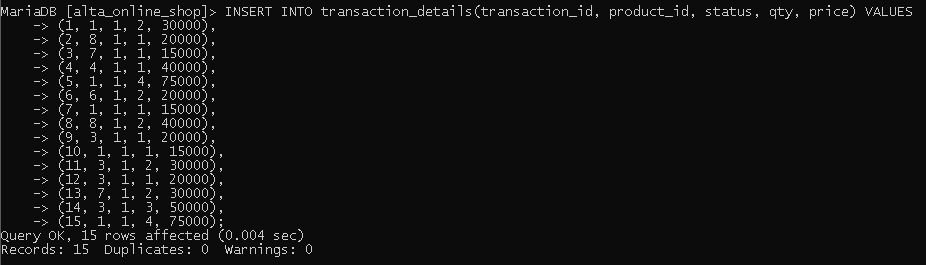 MariaDB [alta_online_shop]> INSERT INTO transaction_details(transaction_id, product_id, status, qty, price) VALUES
-> (1, 1, 1, 2, 30000),
-> (2, 8, 1, 1, 20000),
-> (3, 7, 1, 1, 15000),
-> (4, 4, 1, 1, 40000),
-> (5, 1, 1, 4, 75000),
-> (6, 6, 1, 2, 20000),
-> (7, 1, 1, 1, 15000),
-> (8, 8, 1, 2, 40000),
-> (9, 3, 1, 1, 20000),
-> (10, 1, 1, 1, 15000),
-> (11, 3, 1, 2, 30000),
-> (12, 3, 1, 1, 20000),
-> (13, 7, 1, 2, 30000),
-> (14, 3, 1, 3, 50000),
-> (15, 1, 1, 4, 75000);
Query OK, 15 rows affected (0.004 sec)
Records: 15  Duplicates: 0  Warnings: 0